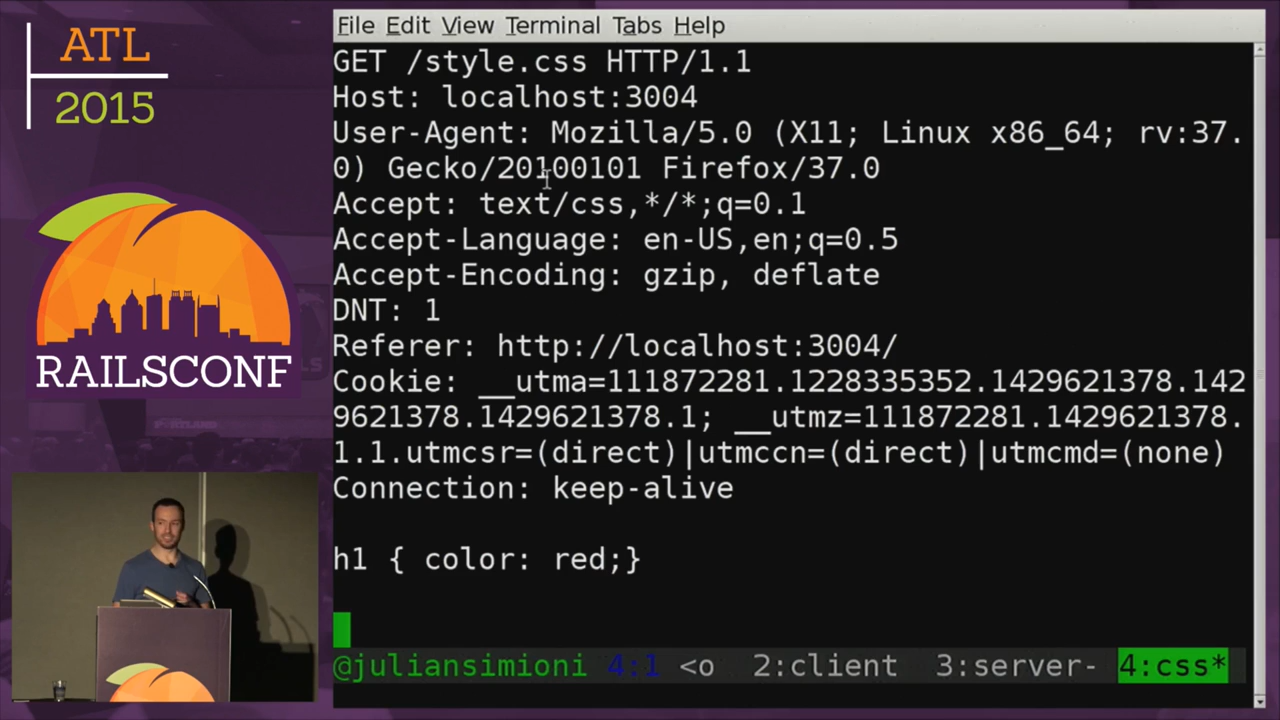 ATL
2015
RAILSCONF
File Edit View Terminal Tabs Help
GET /style.css HTTP/1.1
Host: localhost:3004
User-Agent: Mozilla/5.0 (X11; Linux x86_64; rv:37.
0) Gecko/20100101 Firefox/37.0
Accept: text/css,*/*;q=0.1
Accept-Language: en-US,en;q=0.5
Accept-Encoding: gzip, deflate
DNT: 1
Referer: http://localhost:3004/
Cookie: __utma=111872281.1228335352.1429621378.142
9621378.1429621378.1; __utmz=111872281.1429621378.
1.1.utmcsr=(direct)|utmccn=(direct)|utmcmd=(none)
Connection: keep-alive
h1 { color: red;}
@juliansimioni 4:1 <o 2:client 3:server- 4:css*